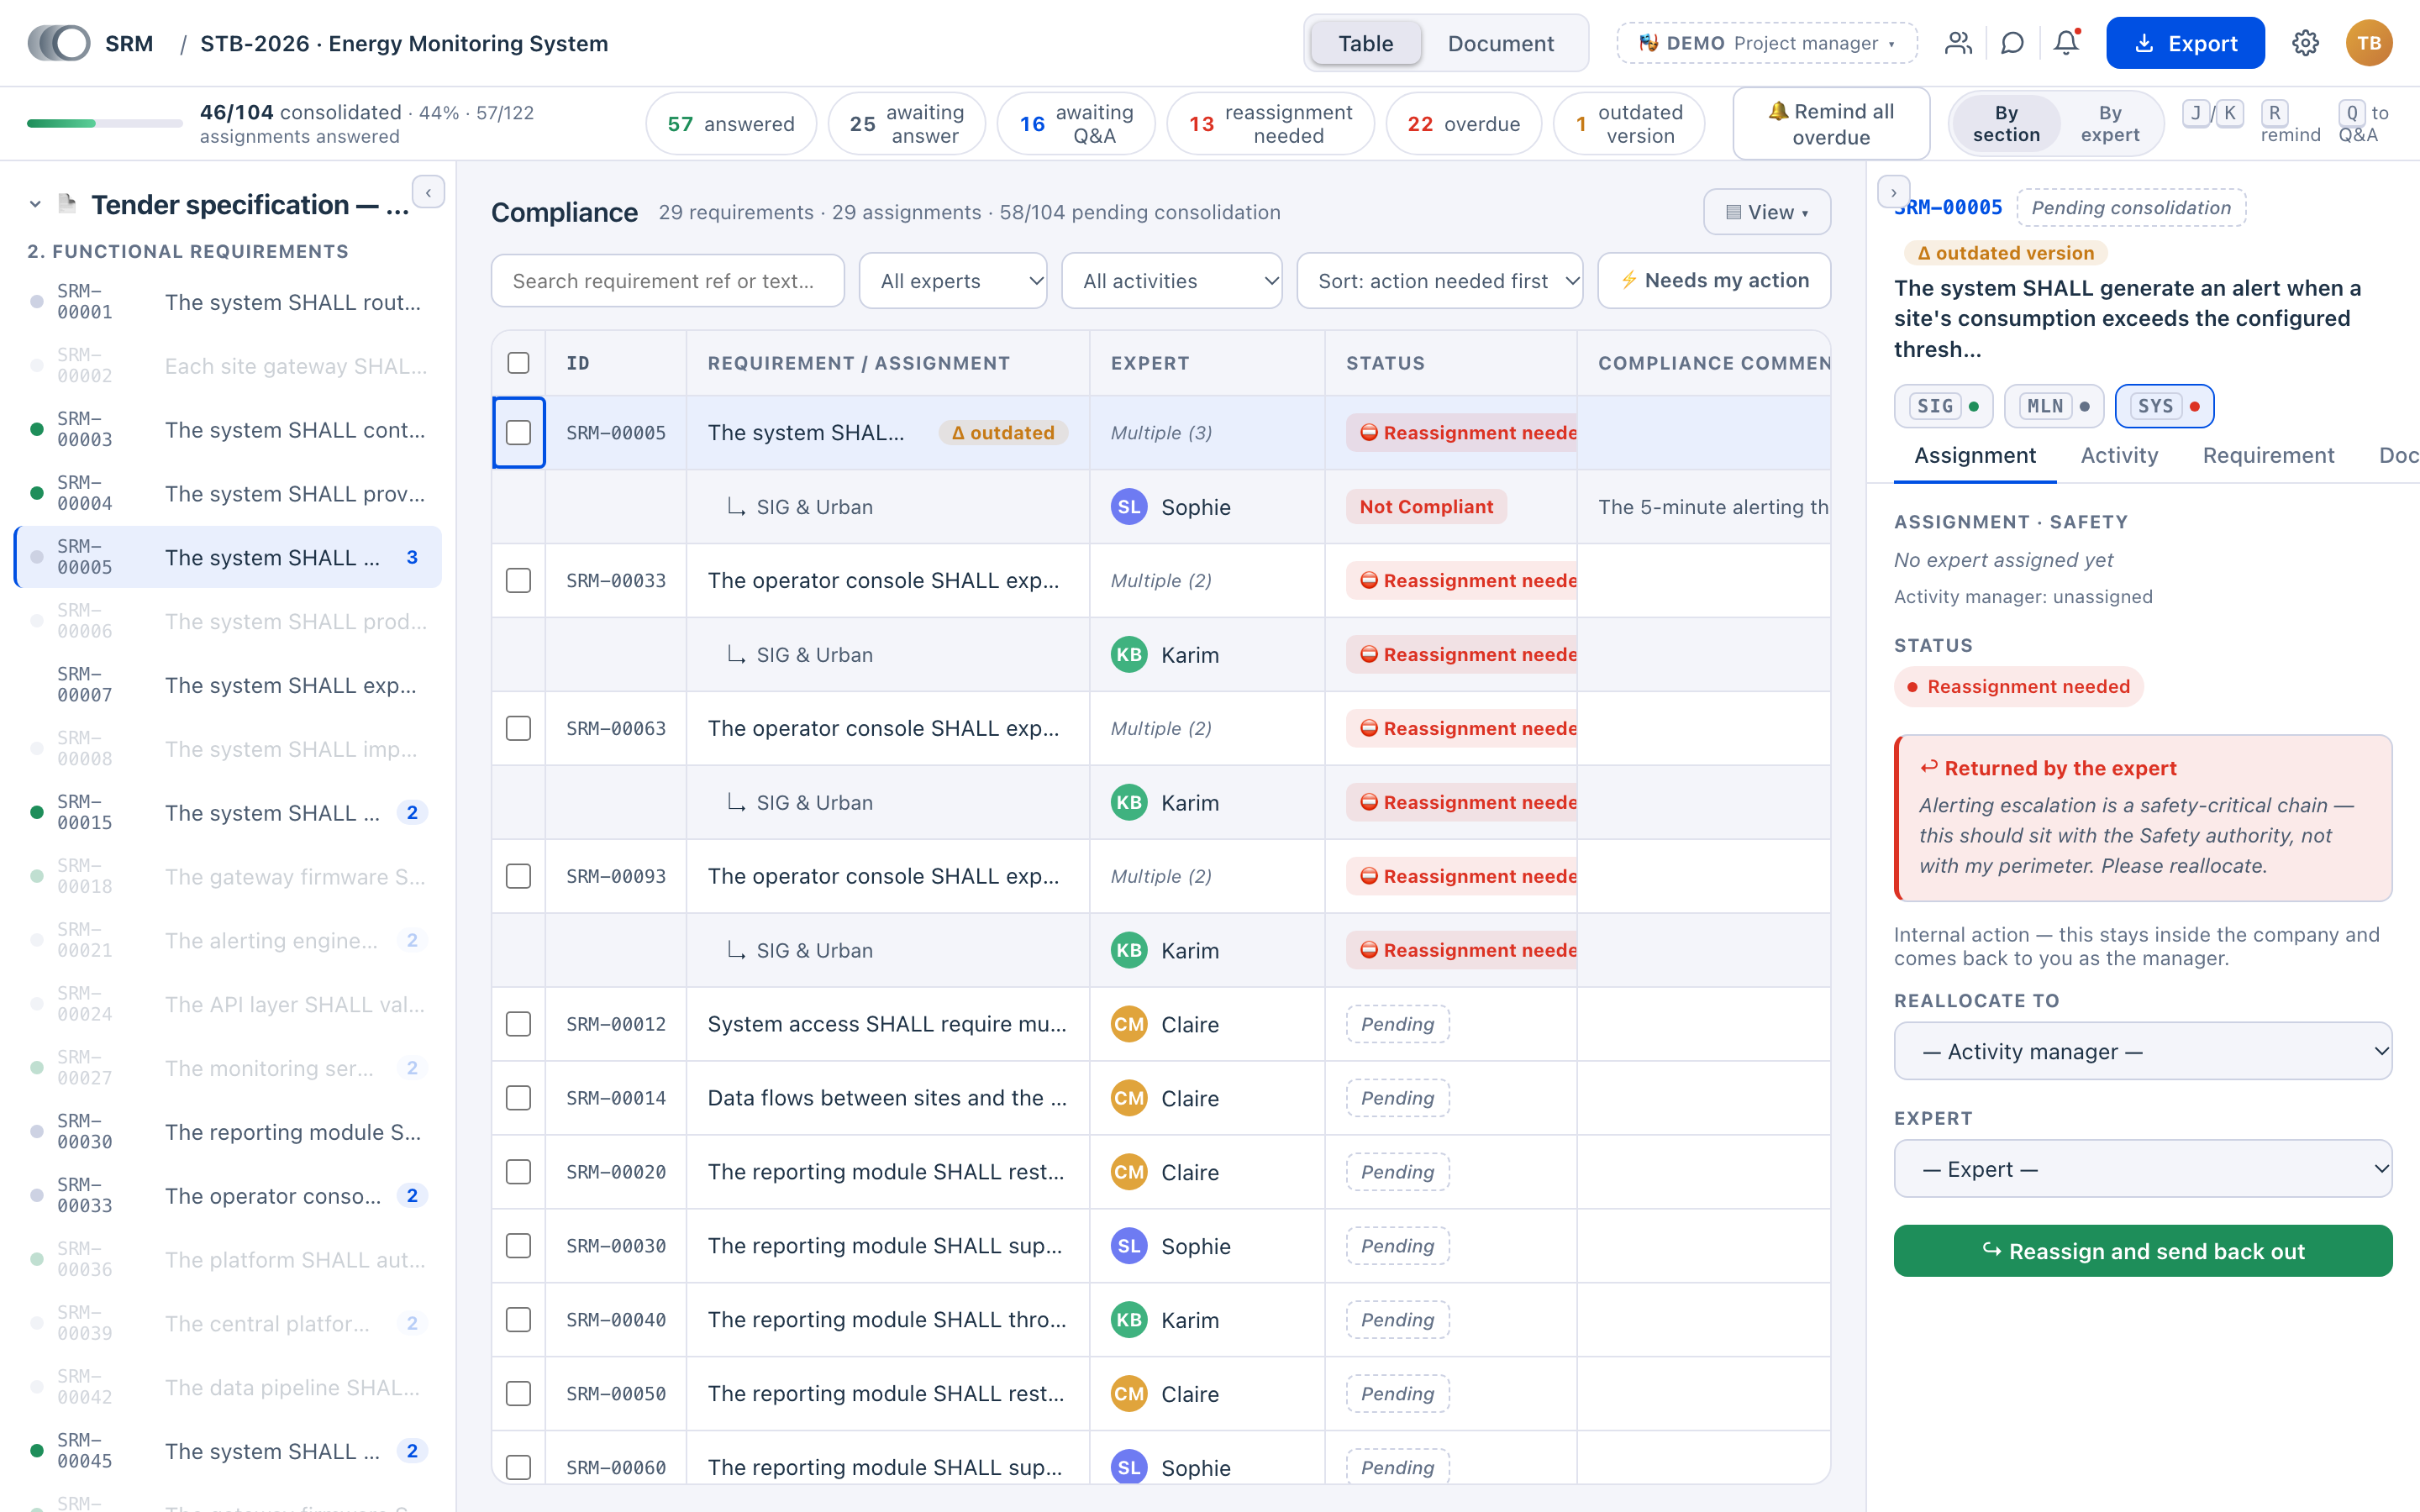 SRM / STB-2026 · Energy Monitoring System
Table
Document
DEMO Project manager ▾
Export
TB
46/104 consolidated · 44% · 57/122
assignments answered
57 answered
25 awaiting
answer
16 awaiting
Q&A
13 reassignment
needed
22 overdue
1 outdated
version
Remind all
overdue
By
section
By
expert
J/K
R
remind
Q to
Q&A
Tender specification — ...
2. FUNCTIONAL REQUIREMENTS
SRM-
00001
The system SHALL rout...
SRM-
00002
Each site gateway SHAL...
SRM-
00003
The system SHALL cont...
SRM-
00004
The system SHALL prov...
SRM-
00005
The system SHALL ...
3
SRM-
00006
The system SHALL prod...
SRM-
00007
The system SHALL exp...
SRM-
00008
The system SHALL imp...
SRM-
00015
The system SHALL ...
2
SRM-
00018
The gateway firmware S...
SRM-
00021
The alerting engine...
2
SRM-
00024
The API layer SHALL val...
SRM-
00027
The monitoring ser...
2
SRM-
00030
The reporting module S...
SRM-
00033
The operator conso...
2
SRM-
00036
The platform SHALL aut...
SRM-
00039
The central platfor...
2
SRM-
00042
The data pipeline SHAL...
SRM-
00045
The system SHALL ...
2
SRM-
Compliance 29 requirements · 29 assignments · 58/104 pending consolidation
View ▾
Search requirement ref or text...
All experts
All activities
Sort: action needed first
⚡ Needs my action
ID REQUIREMENT / ASSIGNMENT EXPERT STATUS COMPLIANCE COMMEN
SRM-00005 The system SHAL... Δ outdated Multiple (3) Reassignment neede
SIG & Urban SL Sophie Not Compliant The 5-minute alerting th
SRM-00033 The operator console SHALL exp... Multiple (2) Reassignment neede
SIG & Urban KB Karim Reassignment neede
SRM-00063 The operator console SHALL exp... Multiple (2) Reassignment neede
SIG & Urban KB Karim Reassignment neede
SRM-00093 The operator console SHALL exp... Multiple (2) Reassignment neede
SIG & Urban KB Karim Reassignment neede
SRM-00012 System access SHALL require mu... CM Claire Pending
SRM-00014 Data flows between sites and the ... CM Claire Pending
SRM-00020 The reporting module SHALL rest... CM Claire Pending
SRM-00030 The reporting module SHALL sup... SL Sophie Pending
SRM-00040 The reporting module SHALL thro... KB Karim Pending
SRM-00050 The reporting module SHALL rest... CM Claire Pending
SRM-00060 The reporting module SHALL sup... SL Sophie Pending
SRM-00005 Pending consolidation
Δ outdated version
The system SHALL generate an alert when a
site's consumption exceeds the configured
thresh...
SIG
MLN
SYS
Assignment Activity Requirement Doc
ASSIGNMENT · SAFETY
No expert assigned yet
Activity manager: unassigned
STATUS
Reassignment needed
↩ Returned by the expert
Alerting escalation is a safety-critical chain —
this should sit with the Safety authority, not
with my perimeter. Please reallocate.
Internal action — this stays inside the company and
comes back to you as the manager.
REALLOCATE TO
— Activity manager —
EXPERT
— Expert —
↪ Reassign and send back out